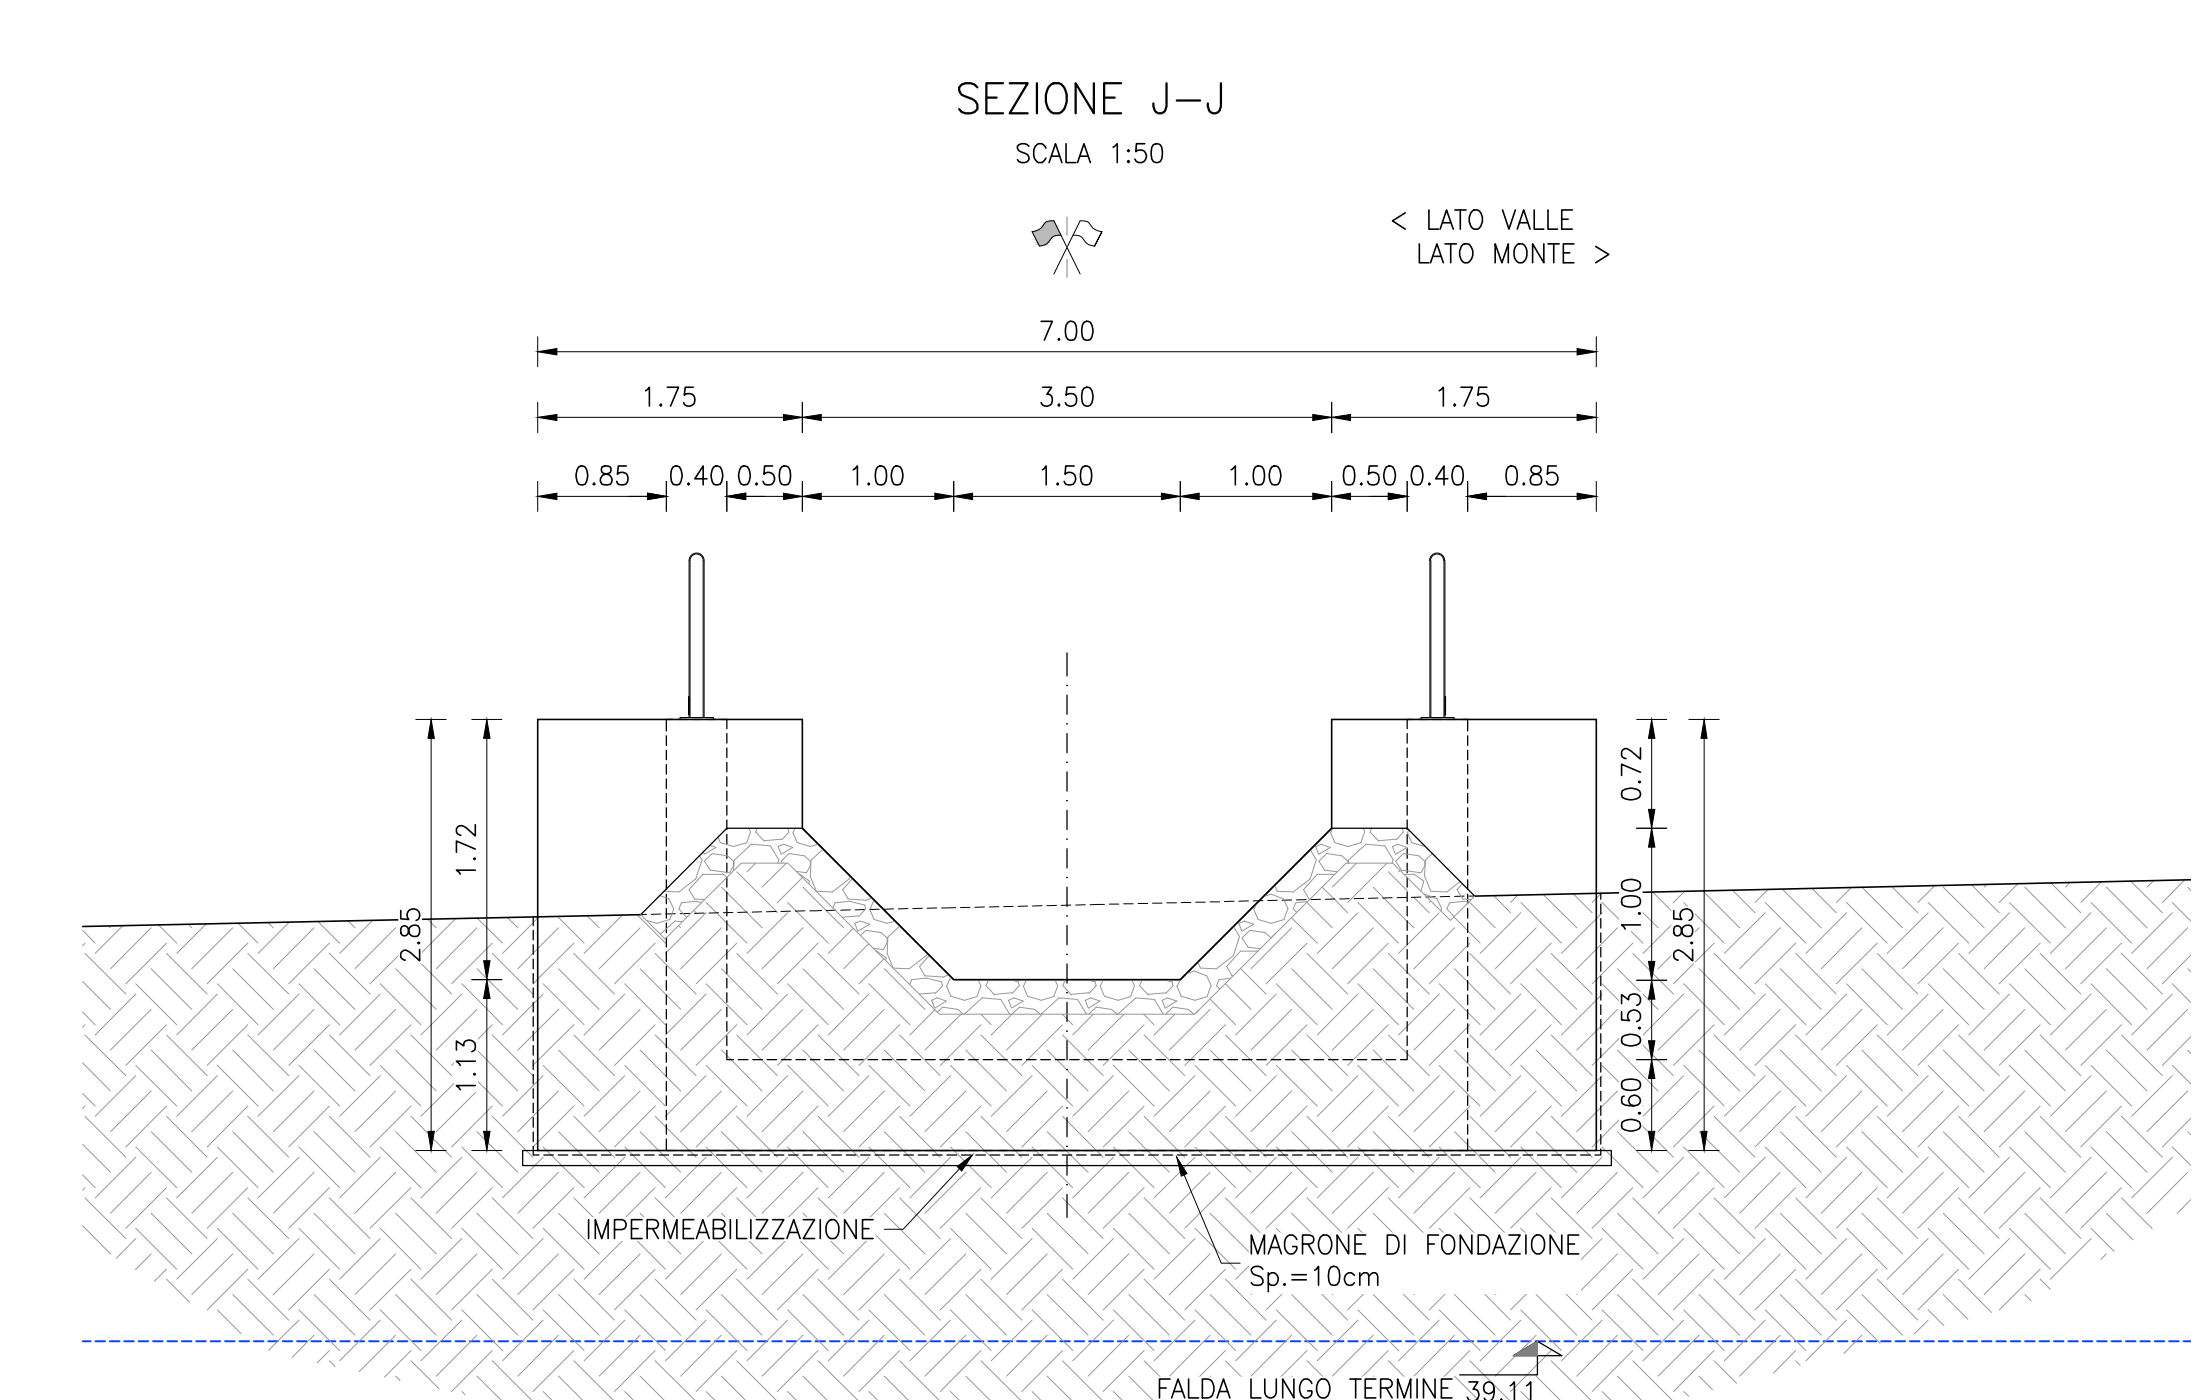 SEZIONE J-J
SCALA 1:50
< LATO VALLE
LATO MONTE >
7.00
1.75 3.50 1.75
0.85 0.40 0.50 1.00 1.50 1.00 0.50 0.40 0.85
2.85
1.72
1.13
0.72
1.00
0.53
0.60
2.85
IMPERMEABILIZZAZIONE
MAGRONE DI FONDAZIONE
Sp.=10cm
FALDA LUNGO TERMINE 39.11